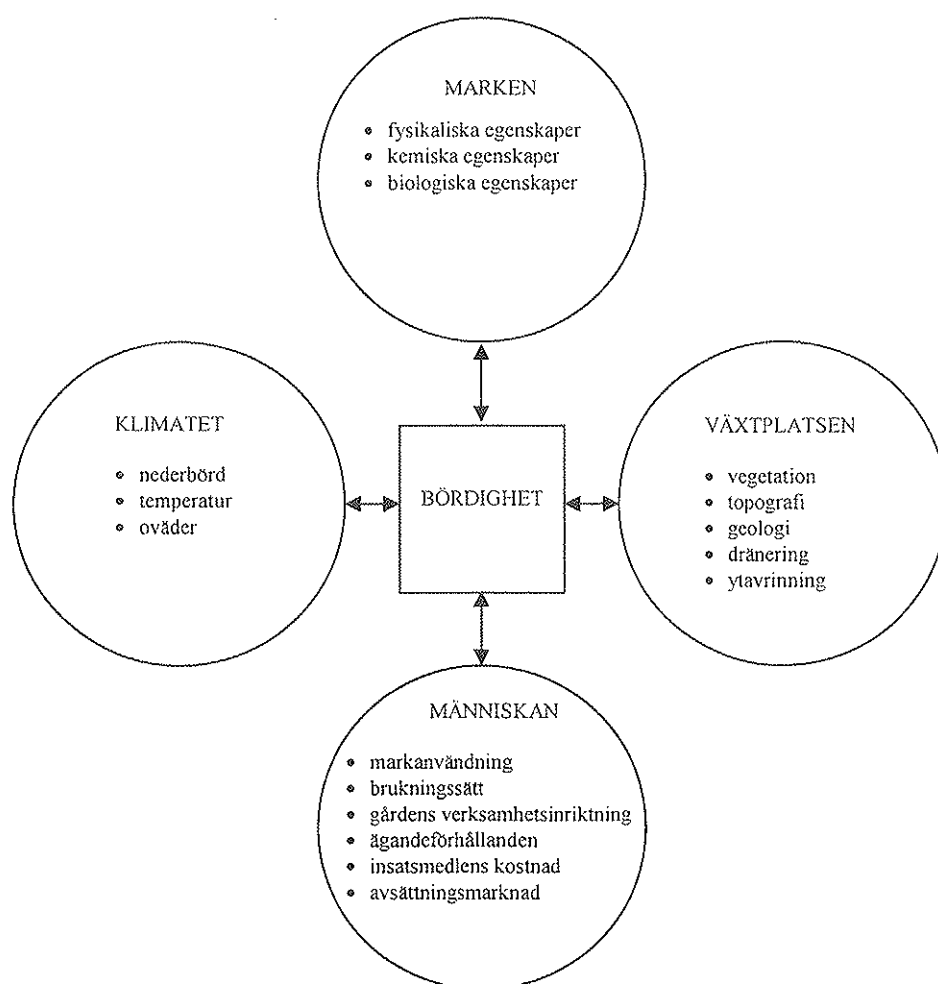 MARKEN
• fysikaliska egenskaper
• kemiska egenskaper
• biologiska egenskaper
KLIMATET
• nederbörd
• temperatur
• oväder
BÖRDIGHET
VÄXTPLATSEN
• vegetation
• topografi
• geologi
• dränering
• ytavrinning
MÄNNISKAN
• markanvändning
• brukningssätt
• gårdens verksamhetsinriktning
• ägandeförhållanden
• insatsmedlens kostnad
• avsättningsmarknad